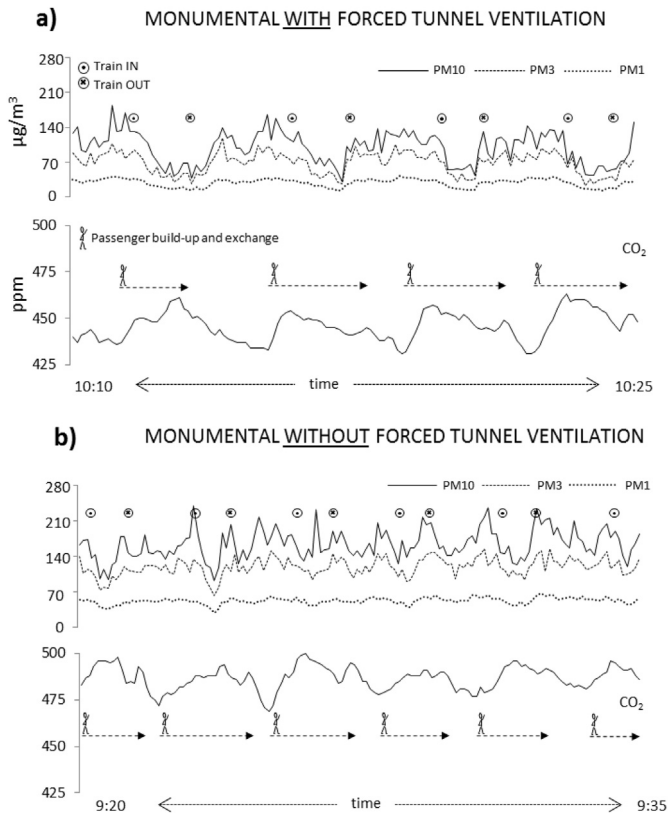 a) MONUMENTAL WITH FORCED TUNNEL VENTILATION
280
210
140
70
0
µg/m³
Train IN
Train OUT
PM10 PM3 PM1
500
475
450
425
ppm
Passenger build-up and exchange
CO₂
10:10 time 10:25
b) MONUMENTAL WITHOUT FORCED TUNNEL VENTILATION
PM10 PM3 PM1
280
210
140
70
0
500
475
450
425
CO₂
9:20 time 9:35